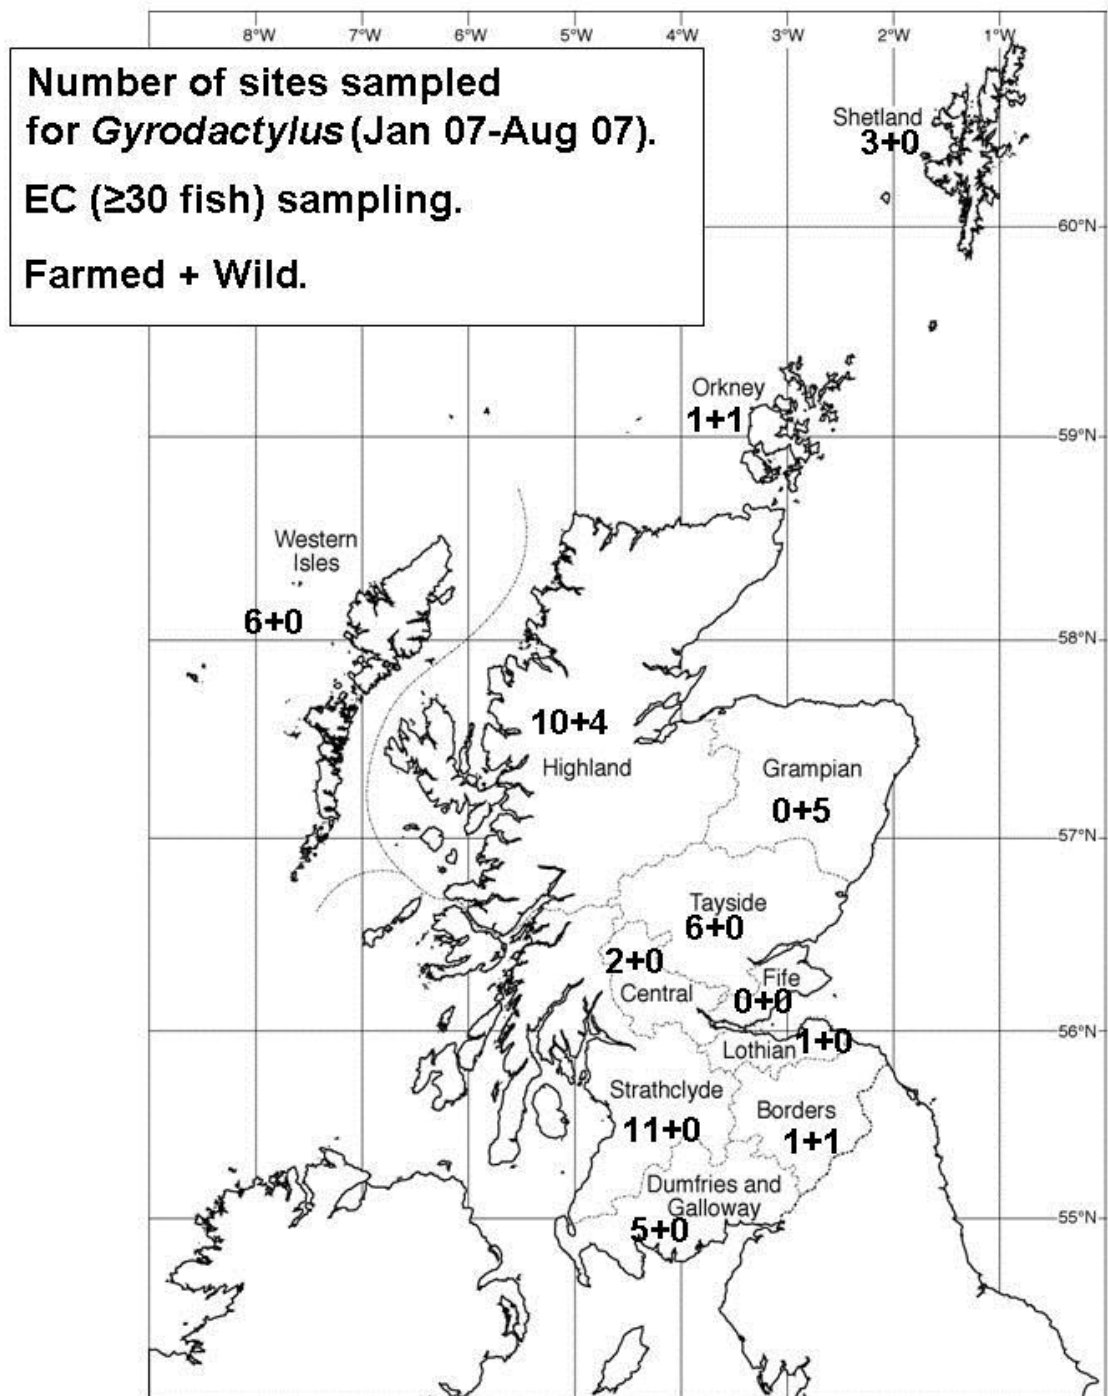 8°W 7°W 6°W 5°W 4°W 3°W 2°W 1°W
Number of sites sampled
for Gyrodactylus (Jan 07-Aug 07).
EC (≥30 fish) sampling.
Farmed + Wild.
Shetland
3+0
60°N
Orkney
1+1
59°N
Western
Isles
6+0
58°N
10+4
Highland
Grampian
0+5
57°N
Tayside
6+0
2+0
Central
Fife
0+0
56°N
Lothian 1+0
Strathclyde
11+0
Borders
1+1
Dumfries and
Galloway
5+0
55°N